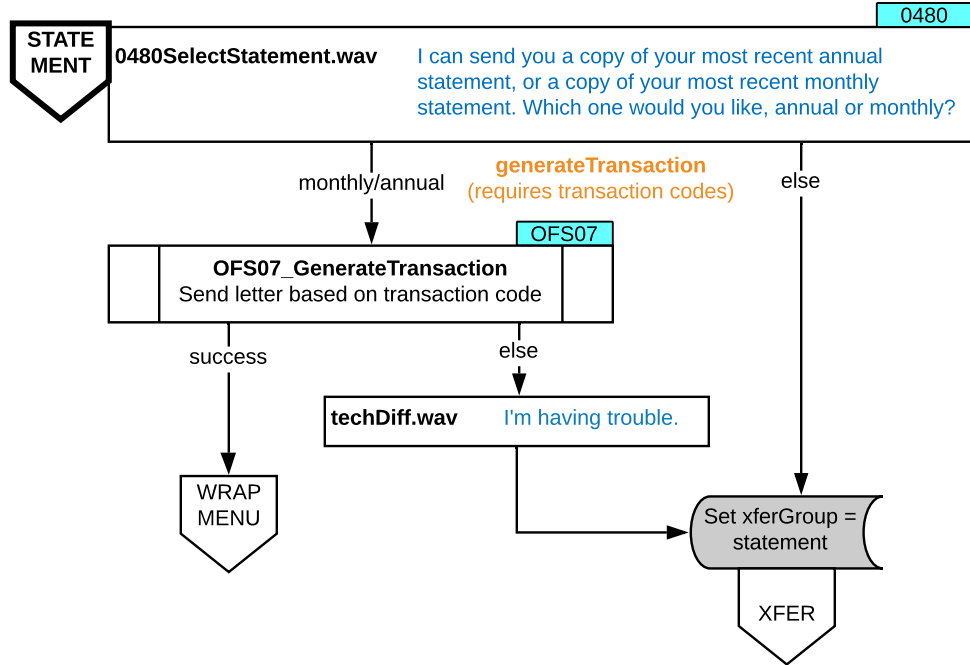 0480
STATE
MENT
0480SelectStatement.wav
I can send you a copy of your most recent annual
statement, or a copy of your most recent monthly
statement. Which one would you like, annual or monthly?
monthly/annual
generateTransaction
(requires transaction codes)
else
OFS07
OFS07_GenerateTransaction
Send letter based on transaction code
success
else
techDiff.wav
I'm having trouble.
WRAP
MENU
Set xferGroup =
statement
XFER